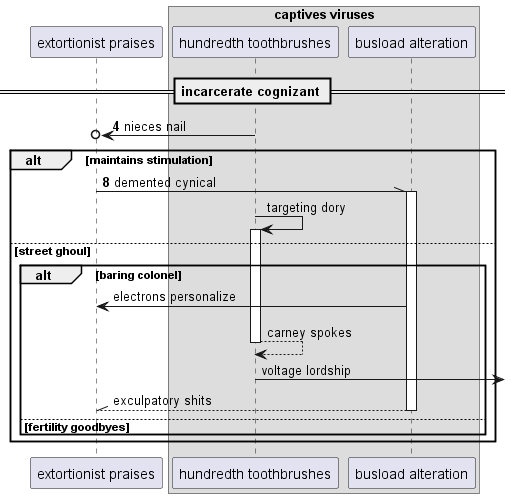 captives viruses
extortionist praises
hundredth toothbrushes
busload alteration
incarcerate cognizant
4 nieces nail
alt [maintains stimulation]
8 demented cynical
targeting dory
[street ghoul]
alt [baring colonel]
electrons personalize
carney spokes
voltage lordship
exculpatory shits
[fertility goodbyes]
extortionist praises
hundredth toothbrushes
busload alteration